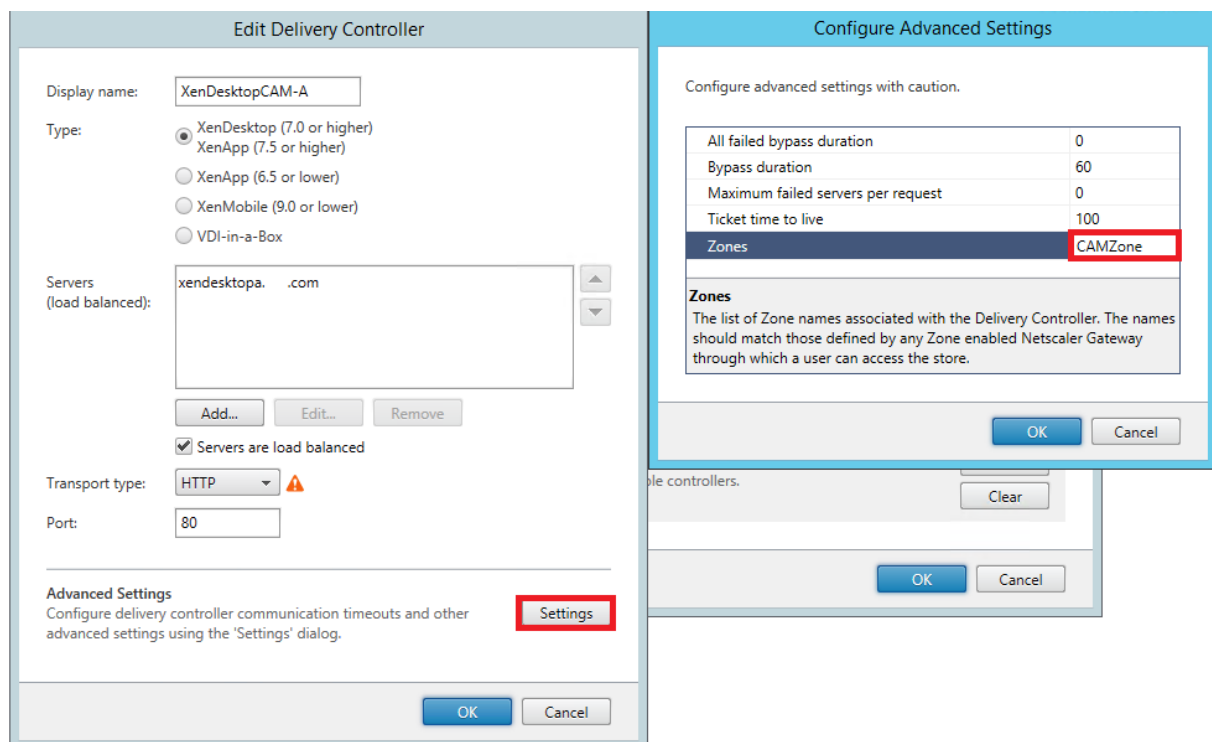 Edit Delivery Controller
Display name:
XenDesktopCAM-A
Type:
XenDesktop (7.0 or higher)
XenApp (7.5 or higher)
XenApp (6.5 or lower)
XenMobile (9.0 or lower)
VDI-in-a-Box
Servers
(load balanced):
xendesktopa. .com
Add... Edit... Remove
Servers are load balanced
Transport type: HTTP
Port: 80
Advanced Settings
Configure delivery controller communication timeouts and other
advanced settings using the 'Settings' dialog.
Settings
OK Cancel
Configure Advanced Settings
Configure advanced settings with caution.
All failed bypass duration 0
Bypass duration 60
Maximum failed servers per request 0
Ticket time to live 100
Zones CAMZone
Zones
The list of Zone names associated with the Delivery Controller. The names
should match those defined by any Zone enabled Netscaler Gateway
through which a user can access the store.
OK Cancel
controllers.
Clear
OK Cancel